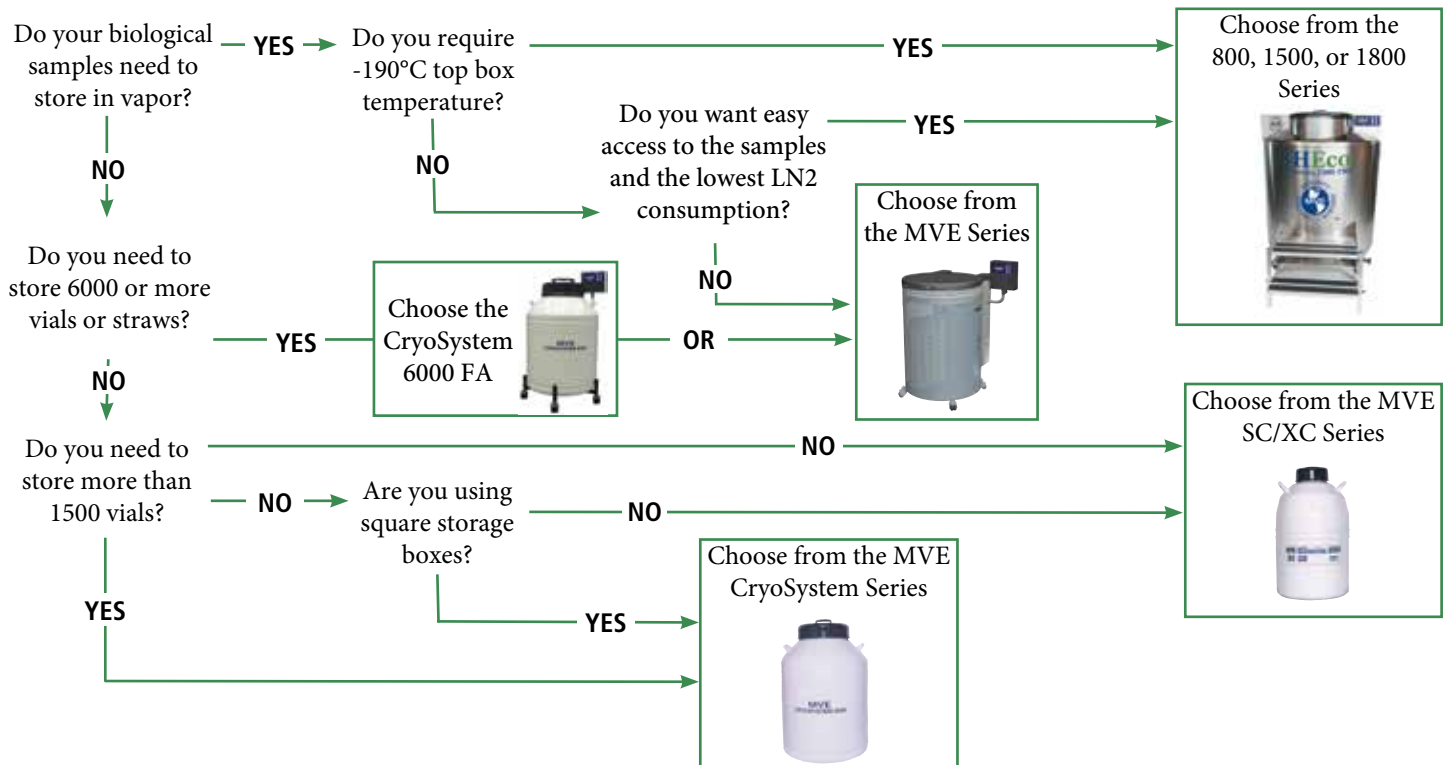 Do your biological
samples need to
store in vapor?
YES
Do you require
-190°C top box
temperature?
YES
Choose from the
800, 1500, or 1800
Series
HEco
NO
NO
Do you want easy
access to the samples
and the lowest LN2
consumption?
YES
NO
Choose from
the MVE Series
Do you need to
store 6000 or more
vials or straws?
YES
Choose the
CryoSystem
6000 FA
MVE
OR
NO
Do you need to
store more than
1500 vials?
NO
Choose from the MVE
SC/XC Series
NO
Are you using
square storage
boxes?
NO
YES
YES
Choose from the MVE
CryoSystem Series
MVE